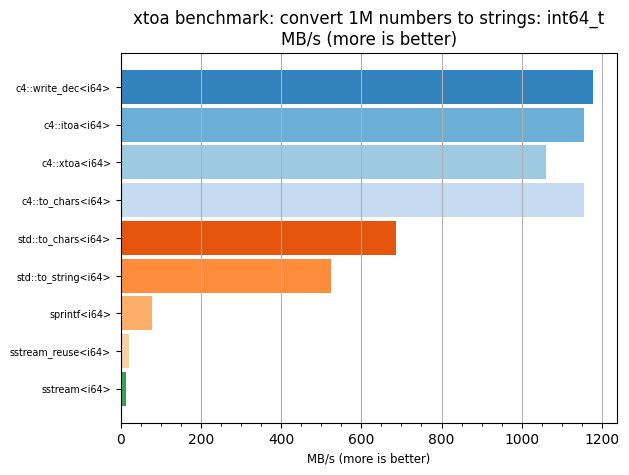 xtoa benchmark: convert 1M numbers to strings: int64_t
MB/s (more is better)
c4::write_dec<i64>
c4::itoa<i64>
c4::xtoa<i64>
c4::to_chars<i64>
std::to_chars<i64>
std::to_string<i64>
sprintf<i64>
sstream_reuse<i64>
sstream<i64>
0 200 400 600 800 1000 1200
MB/s (more is better)